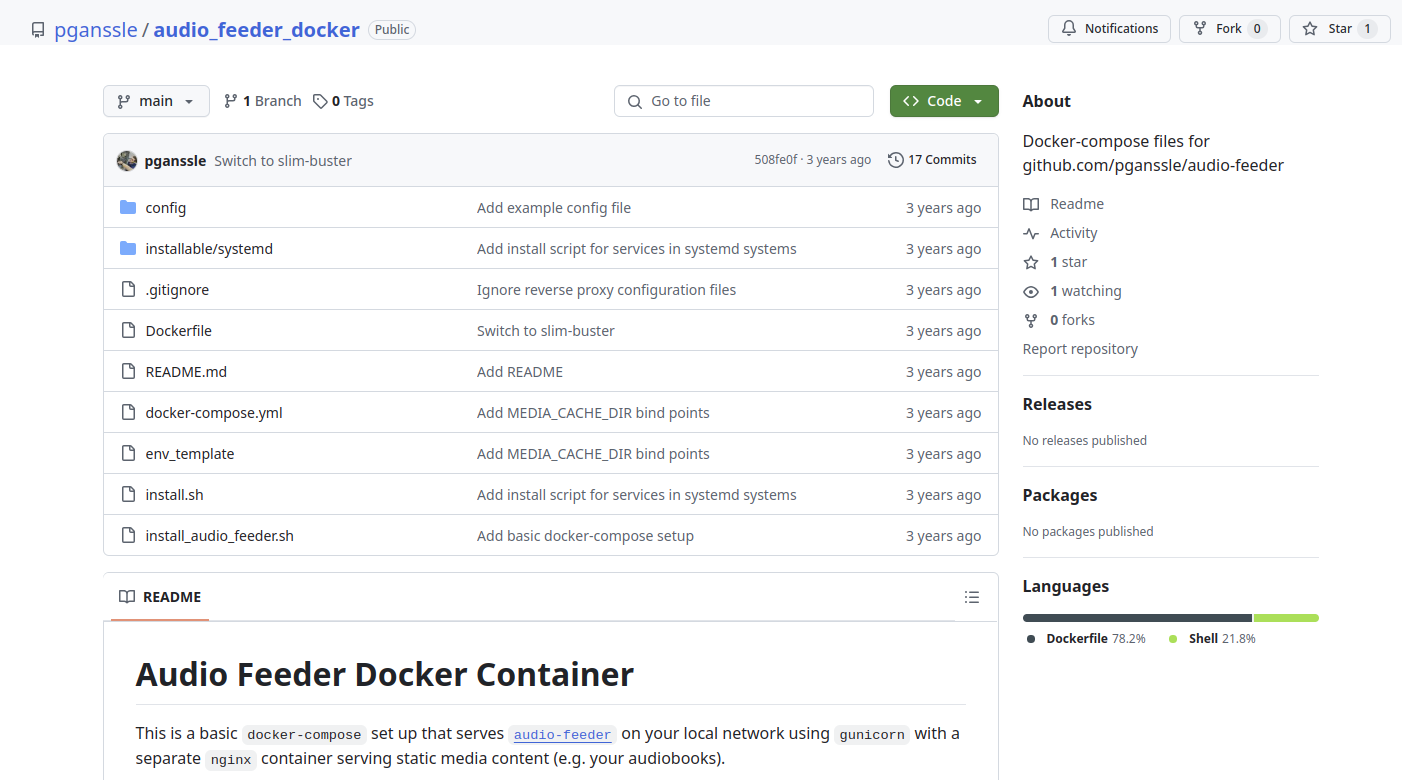 pganssle / audio_feeder_docker Public Notifications Fork 0 Star 1
main 1 Branch 0 Tags Go to file Code
pganssle Switch to slim-buster 508fe0f · 3 years ago 17 Commits
config Add example config file 3 years ago
installable/systemd Add install script for services in systemd systems 3 years ago
.gitignore Ignore reverse proxy configuration files 3 years ago
Dockerfile Switch to slim-buster 3 years ago
README.md Add README 3 years ago
docker-compose.yml Add MEDIA_CACHE_DIR bind points 3 years ago
env_template Add MEDIA_CACHE_DIR bind points 3 years ago
install.sh Add install script for services in systemd systems 3 years ago
install_audio_feeder.sh Add basic docker-compose setup 3 years ago
README
Audio Feeder Docker Container
This is a basic docker-compose set up that serves audio-feeder on your local network using gunicorn with a
separate nginx container serving static media content (e.g. your audiobooks).
About
Docker-compose files for
github.com/pganssle/audio-feeder
Readme
Activity
1 star
1 watching
0 forks
Report repository
Releases
No releases published
Packages
No packages published
Languages
Dockerfile 78.2% Shell 21.8%